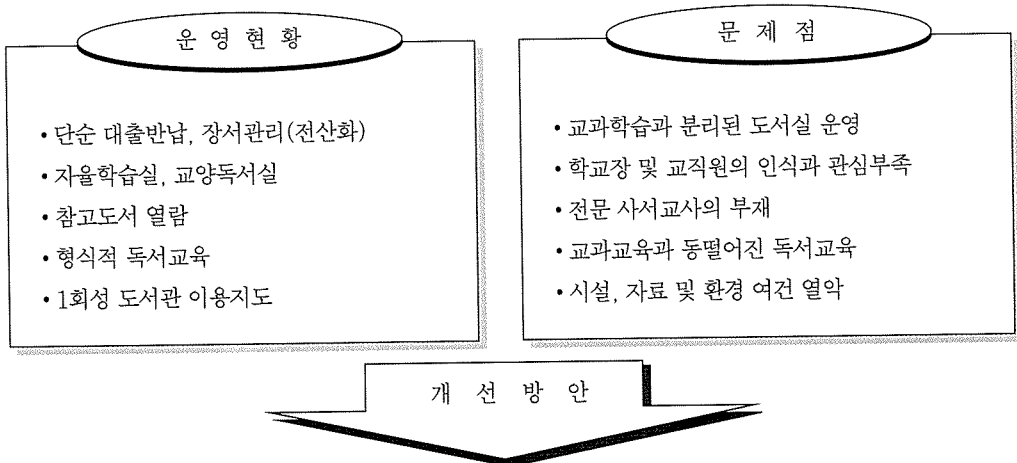 운 영 현 황
• 단순 대출반납, 장서관리(전산화)
• 자율학습실, 교양독서실
• 참고도서 열람
• 형식적 독서교육
• 1회성 도서관 이용지도
문 제 점
• 교과학습과 분리된 도서실 운영
• 학교장 및 교직원의 인식과 관심부족
• 전문 사서교사의 부재
• 교과교육과 동떨어진 독서교육
• 시설, 자료 및 환경 여건 열악
개 선 방 안